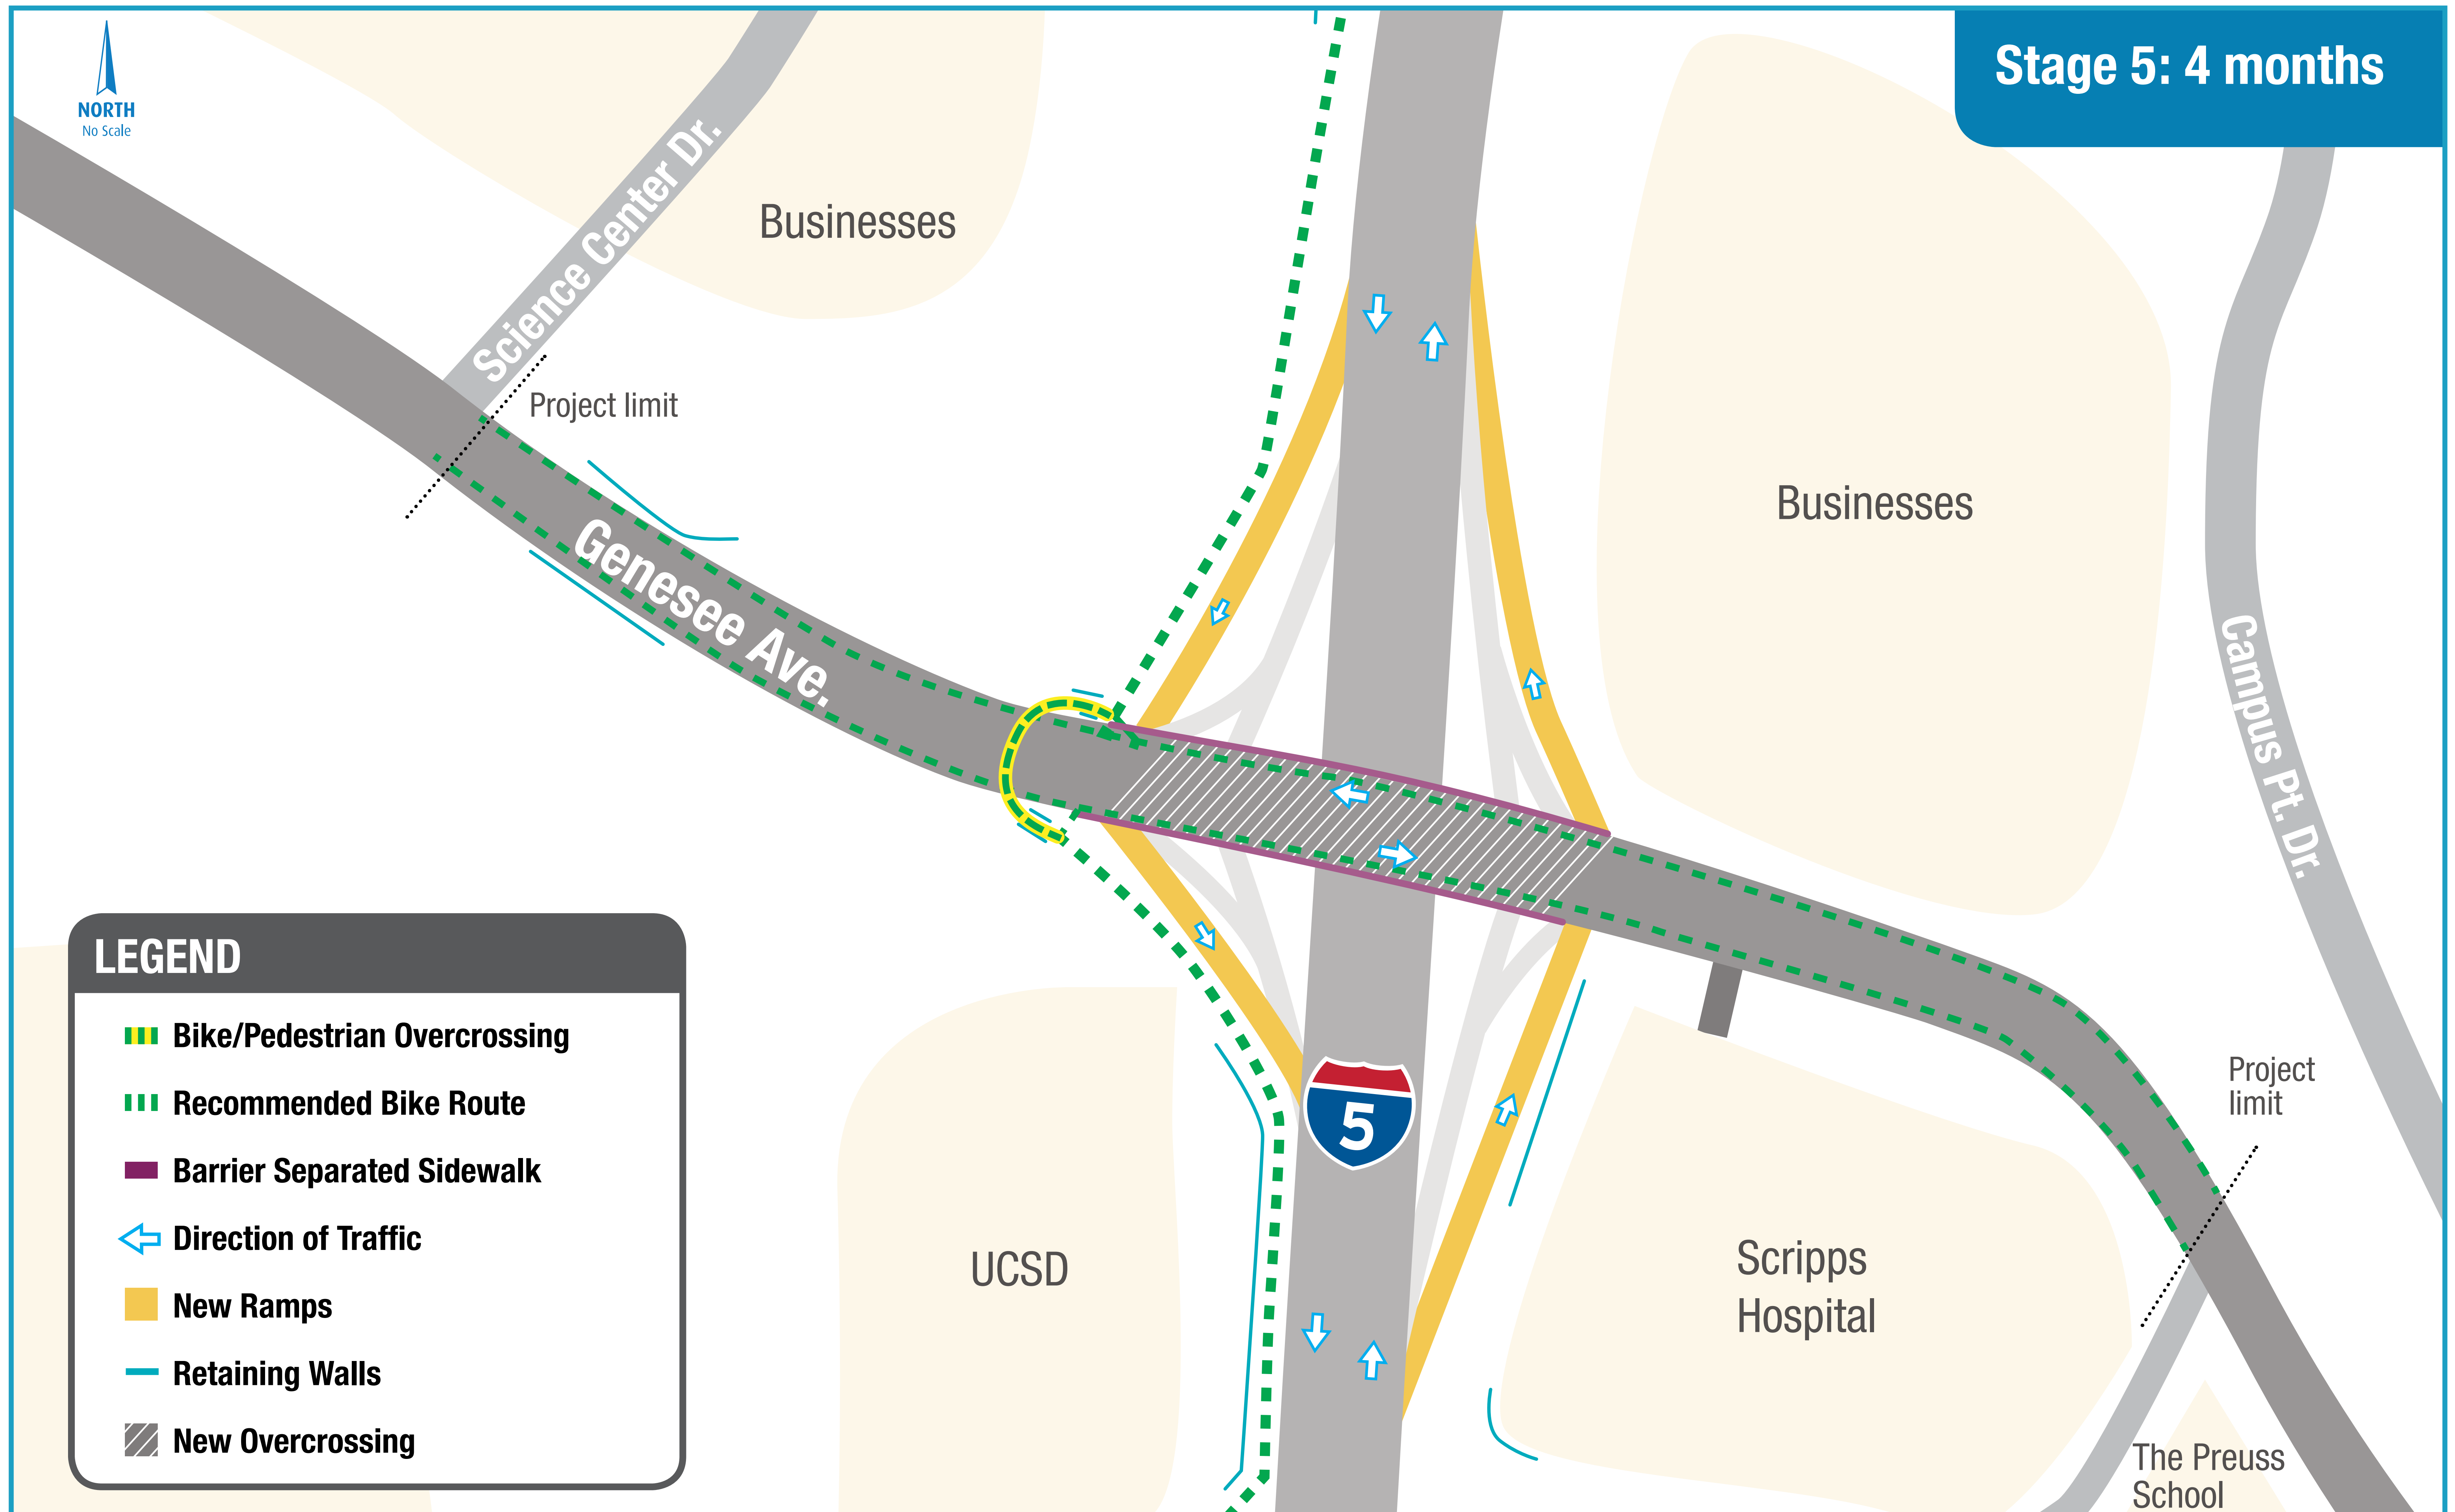 Stage 5: 4 months
NORTH
No Scale
Science Center Dr.
Businesses
Project limit
Businesses
Genesee Ave.
Campus Pt. Dr.
LEGEND
Bike/Pedestrian Overcrossing
Recommended Bike Route
Barrier Separated Sidewalk
Direction of Traffic
New Ramps
Retaining Walls
New Overcrossing
5
UCSD
Scripps
Hospital
Project
limit
The Preuss
School